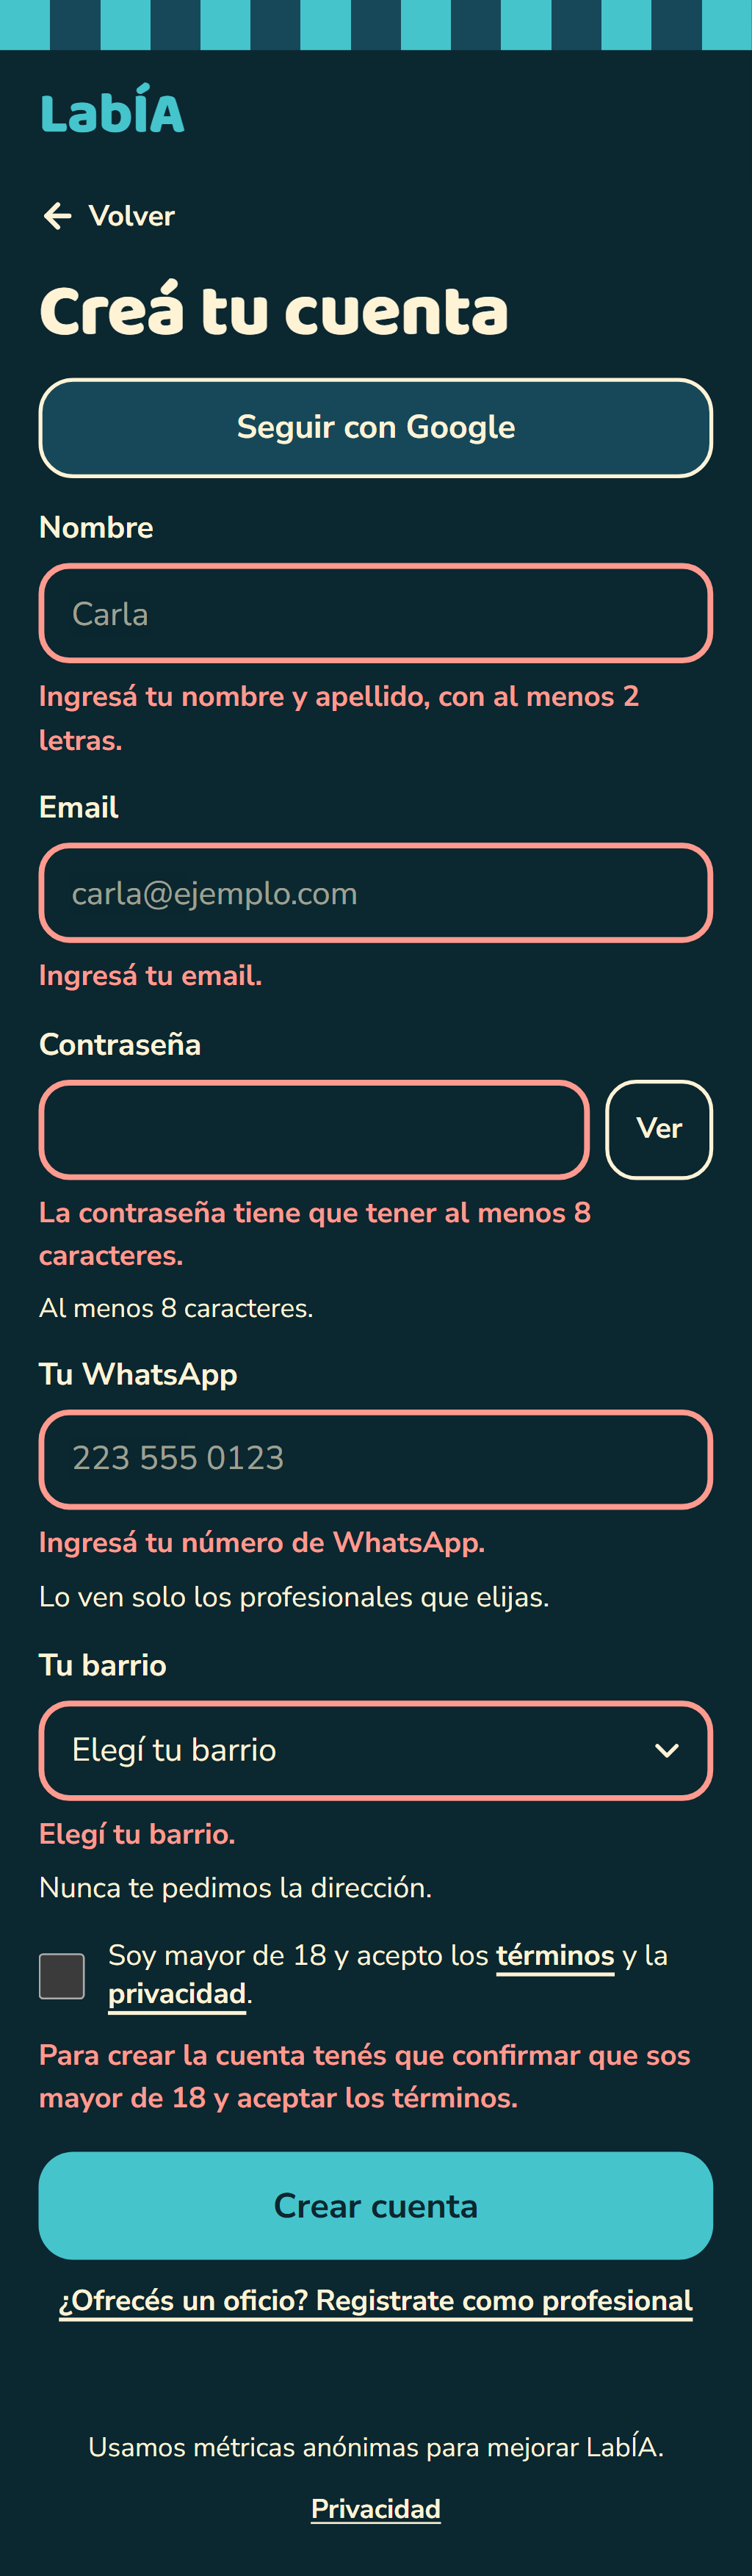 LabÍA
Volver
Creá tu cuenta
Seguir con Google
Nombre
Carla
Ingresá tu nombre y apellido, con al menos 2
letras.
Email
carla@ejemplo.com
Ingresá tu email.
Contraseña
Ver
La contraseña tiene que tener al menos 8
caracteres.
Al menos 8 caracteres.
Tu WhatsApp
223 555 0123
Ingresá tu número de WhatsApp.
Lo ven solo los profesionales que elijas.
Tu barrio
Elegí tu barrio
Elegí tu barrio.
Nunca te pedimos la dirección.
Soy mayor de 18 y acepto los términos y la
privacidad.
Para crear la cuenta tenés que confirmar que sos
mayor de 18 y aceptar los términos.
Crear cuenta
¿Ofrecés un oficio? Registrate como profesional
Usamos métricas anónimas para mejorar LabÍA.
Privacidad